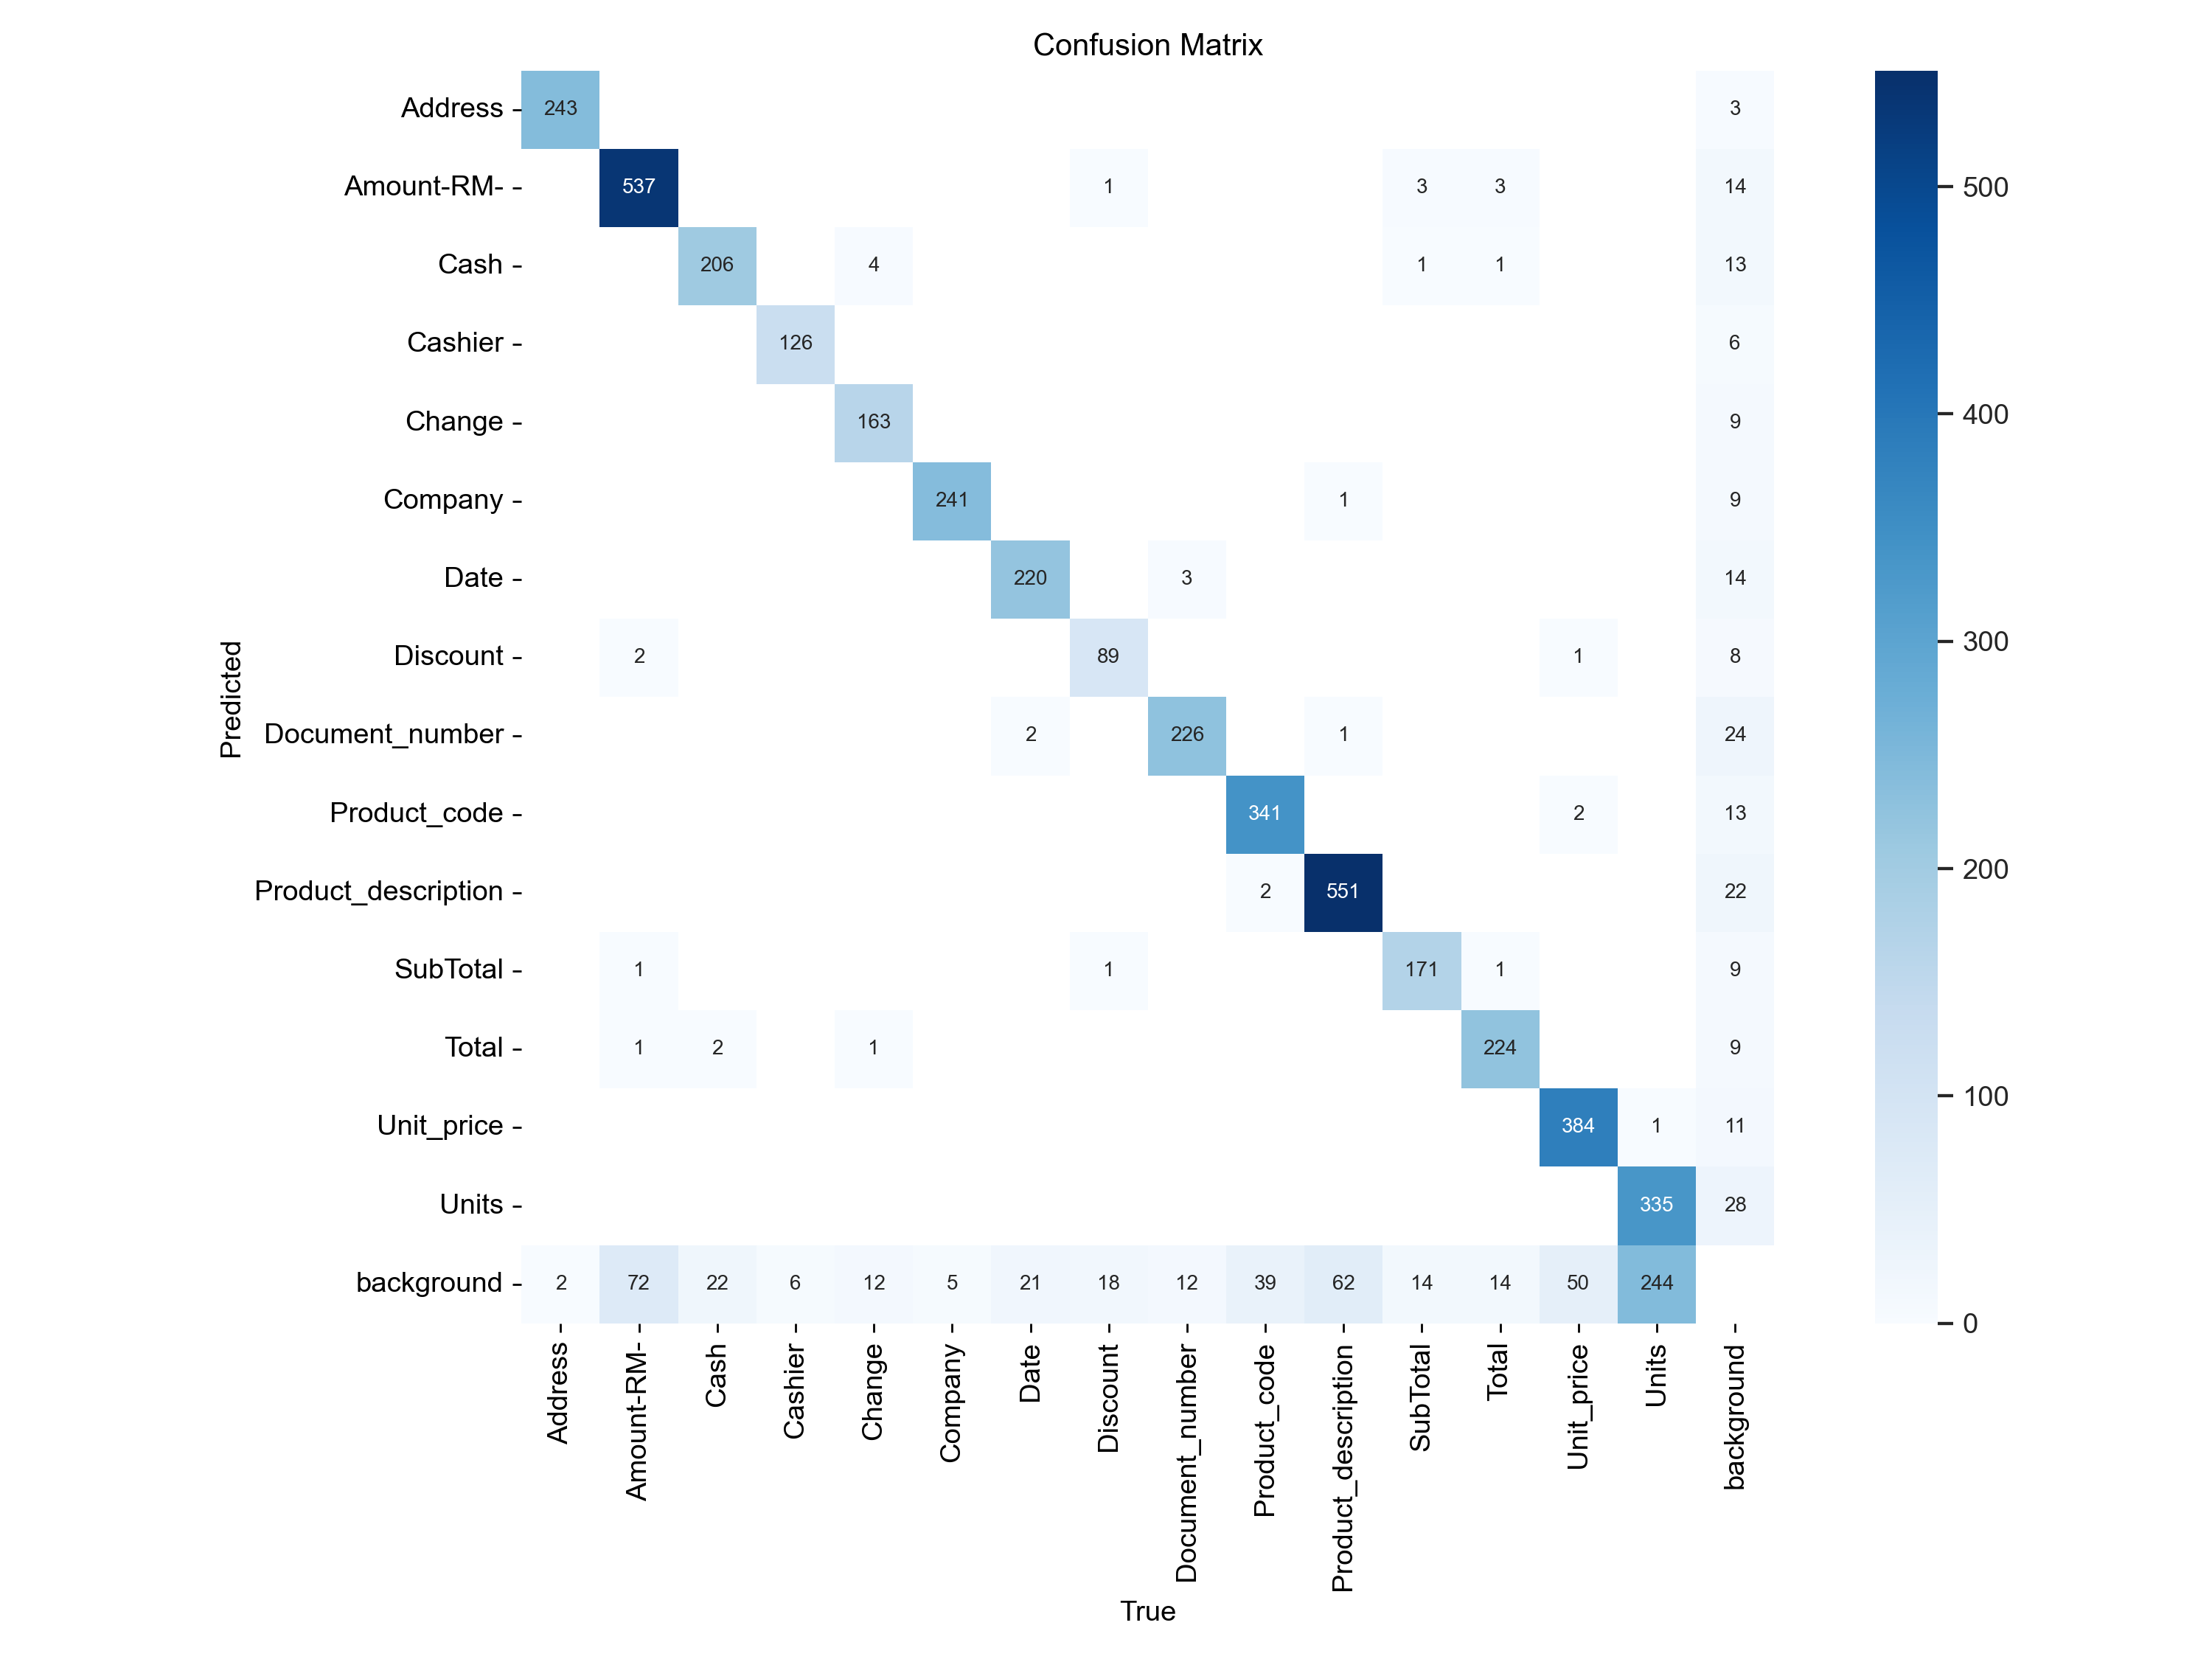 Confusion Matrix
Address 243 3
Amount-RM- 537 1 3 3 14 500
Cash 206 4 1 1 13
Cashier 126 6
Change 163 9 400
Company 241 1 9
Date 220 3 14
300
Discount 2 89 1 8
Predicted
Document_number 2 226 1 24
Product_code 341 2 13
200
Product_description 2 551 22
SubTotal 1 1 171 1 9
Total 1 2 1 224 9
100
Unit_price 384 1 11
Units 335 28
background 2 72 22 6 12 5 21 18 12 39 62 14 14 50 244
0
Address
Amount-RM-
Cash
Cashier
Change
Company
Date
Discount
Document_number
Product_code
Product_description
SubTotal
Total
Unit_price
Units
background
True